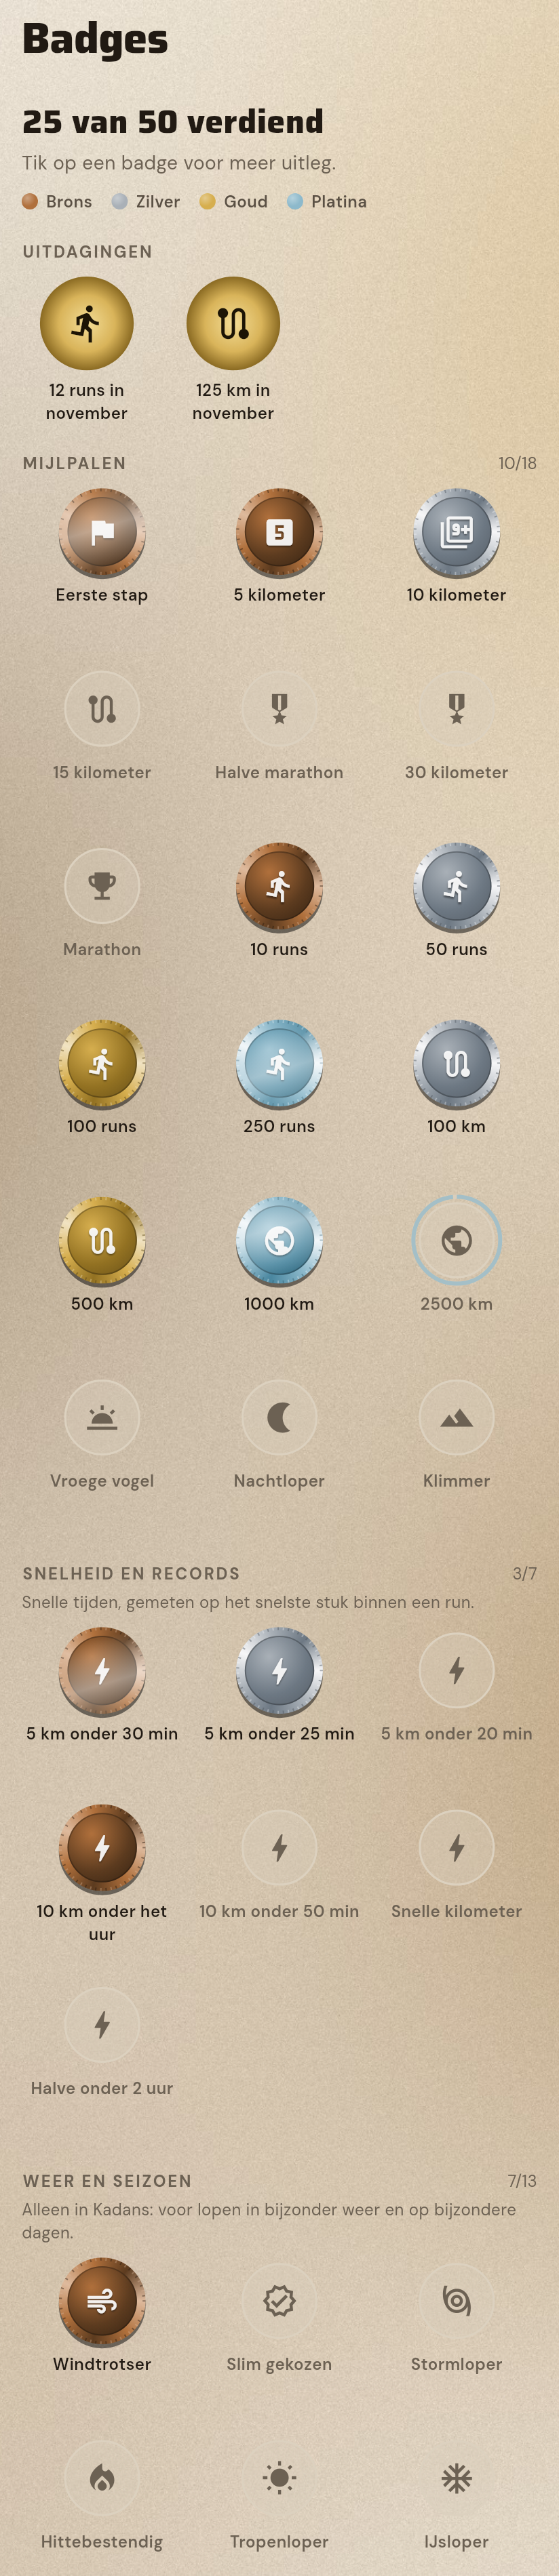 Badges
25 van 50 verdiend
Tik op een badge voor meer uitleg.
Brons Zilver Goud Platina
UITDAGINGEN
12 runs in
november
125 km in
november
MIJLPALEN 10/18
5
9+
Eerste stap 5 kilometer 10 kilometer
15 kilometer Halve marathon 30 kilometer
Marathon 10 runs 50 runs
100 runs 250 runs 100 km
500 km 1000 km 2500 km
Vroege vogel Nachtloper Klimmer
SNELHEID EN RECORDS 3/7
Snelle tijden, gemeten op het snelste stuk binnen een run.
5 km onder 30 min 5 km onder 25 min 5 km onder 20 min
10 km onder het
uur
10 km onder 50 min Snelle kilometer
Halve onder 2 uur
WEER EN SEIZOEN 7/13
Alleen in Kadans: voor lopen in bijzonder weer en op bijzondere
dagen.
Windtrotser Slim gekozen Stormloper
Hittebestendig Tropenloper IJsloper